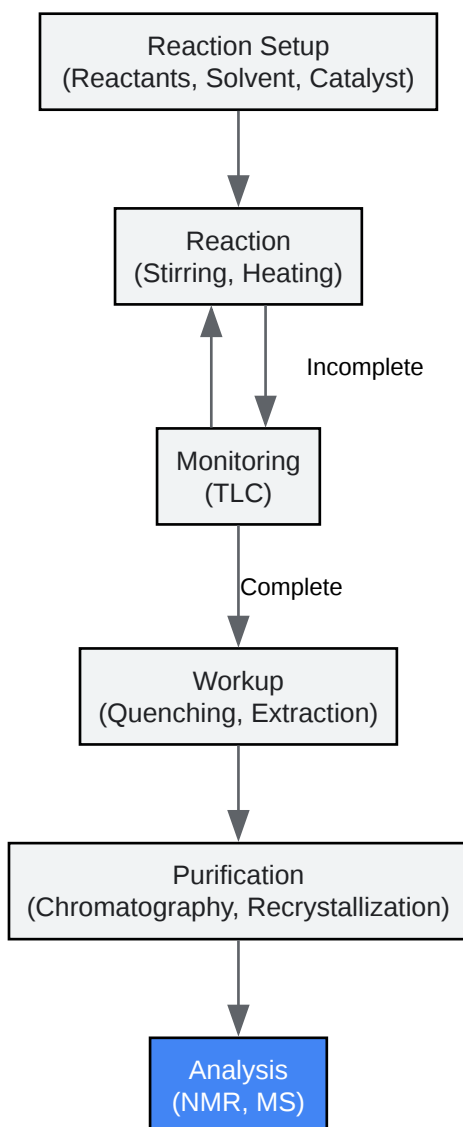 Reaction Setup
(Reactants, Solvent, Catalyst)
Reaction
(Stirring, Heating)
Incomplete
Monitoring
(TLC)
Complete
Workup
(Quenching, Extraction)
Purification
(Chromatography, Recrystallization)
Analysis
(NMR, MS)